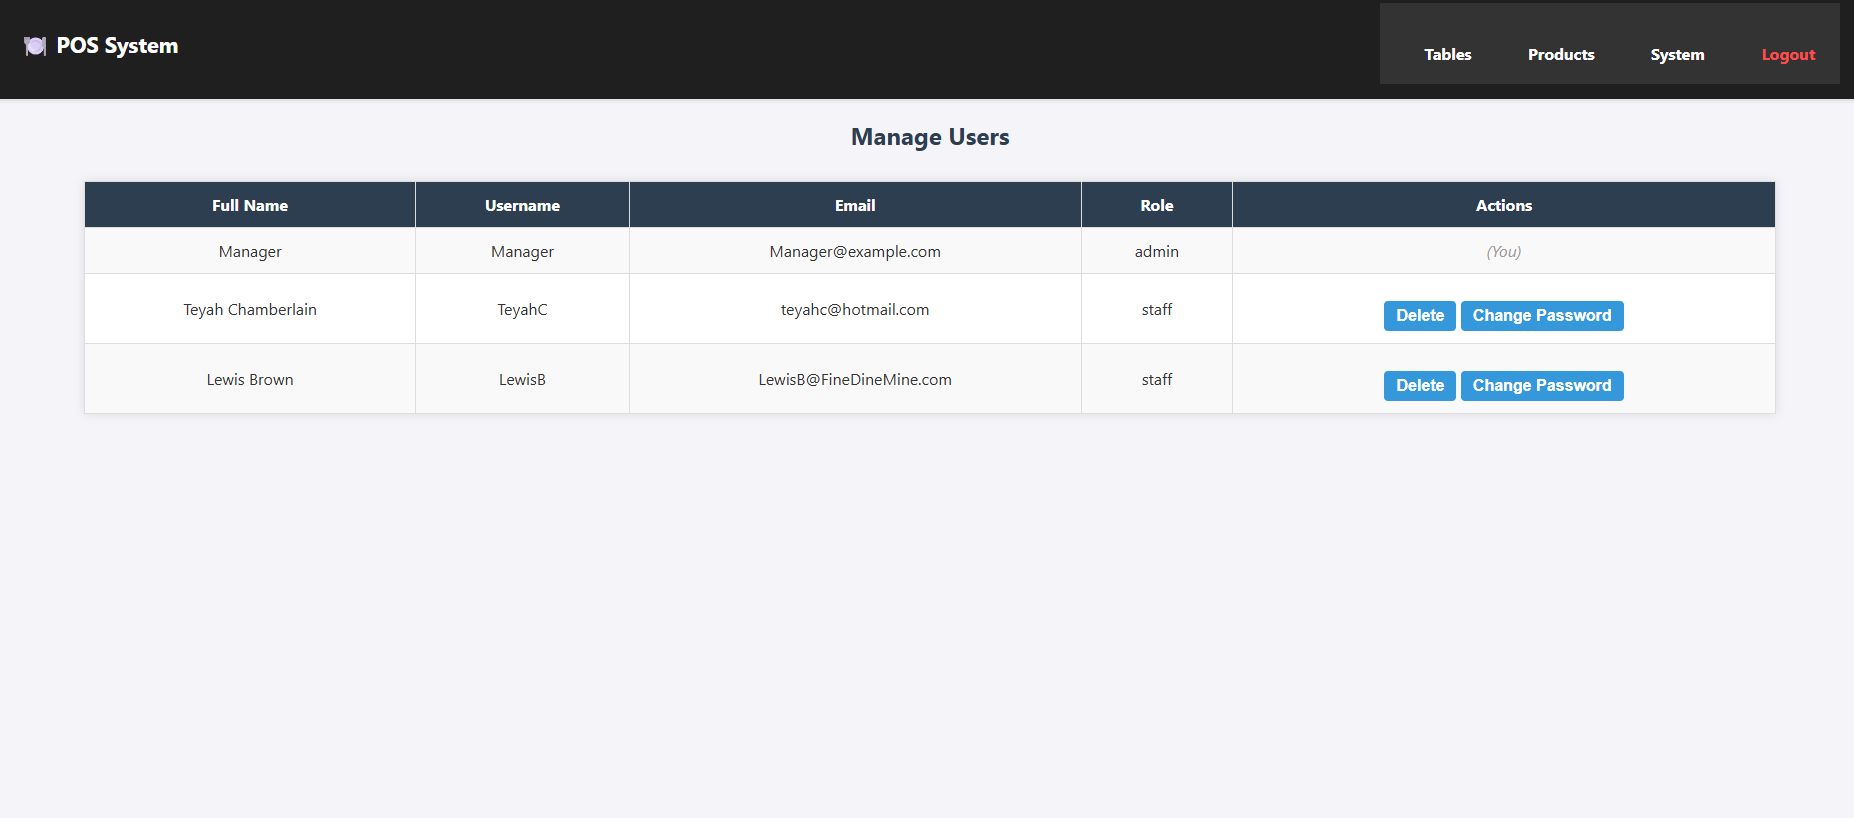 POS System
Tables Products System Logout
Manage Users
Full Name Username Email Role Actions
Manager Manager Manager@example.com admin (You)
Teyah Chamberlain TeyahC teyahc@hotmail.com staff Delete Change Password
Lewis Brown LewisB LewisB@FineDineMine.com staff Delete Change Password